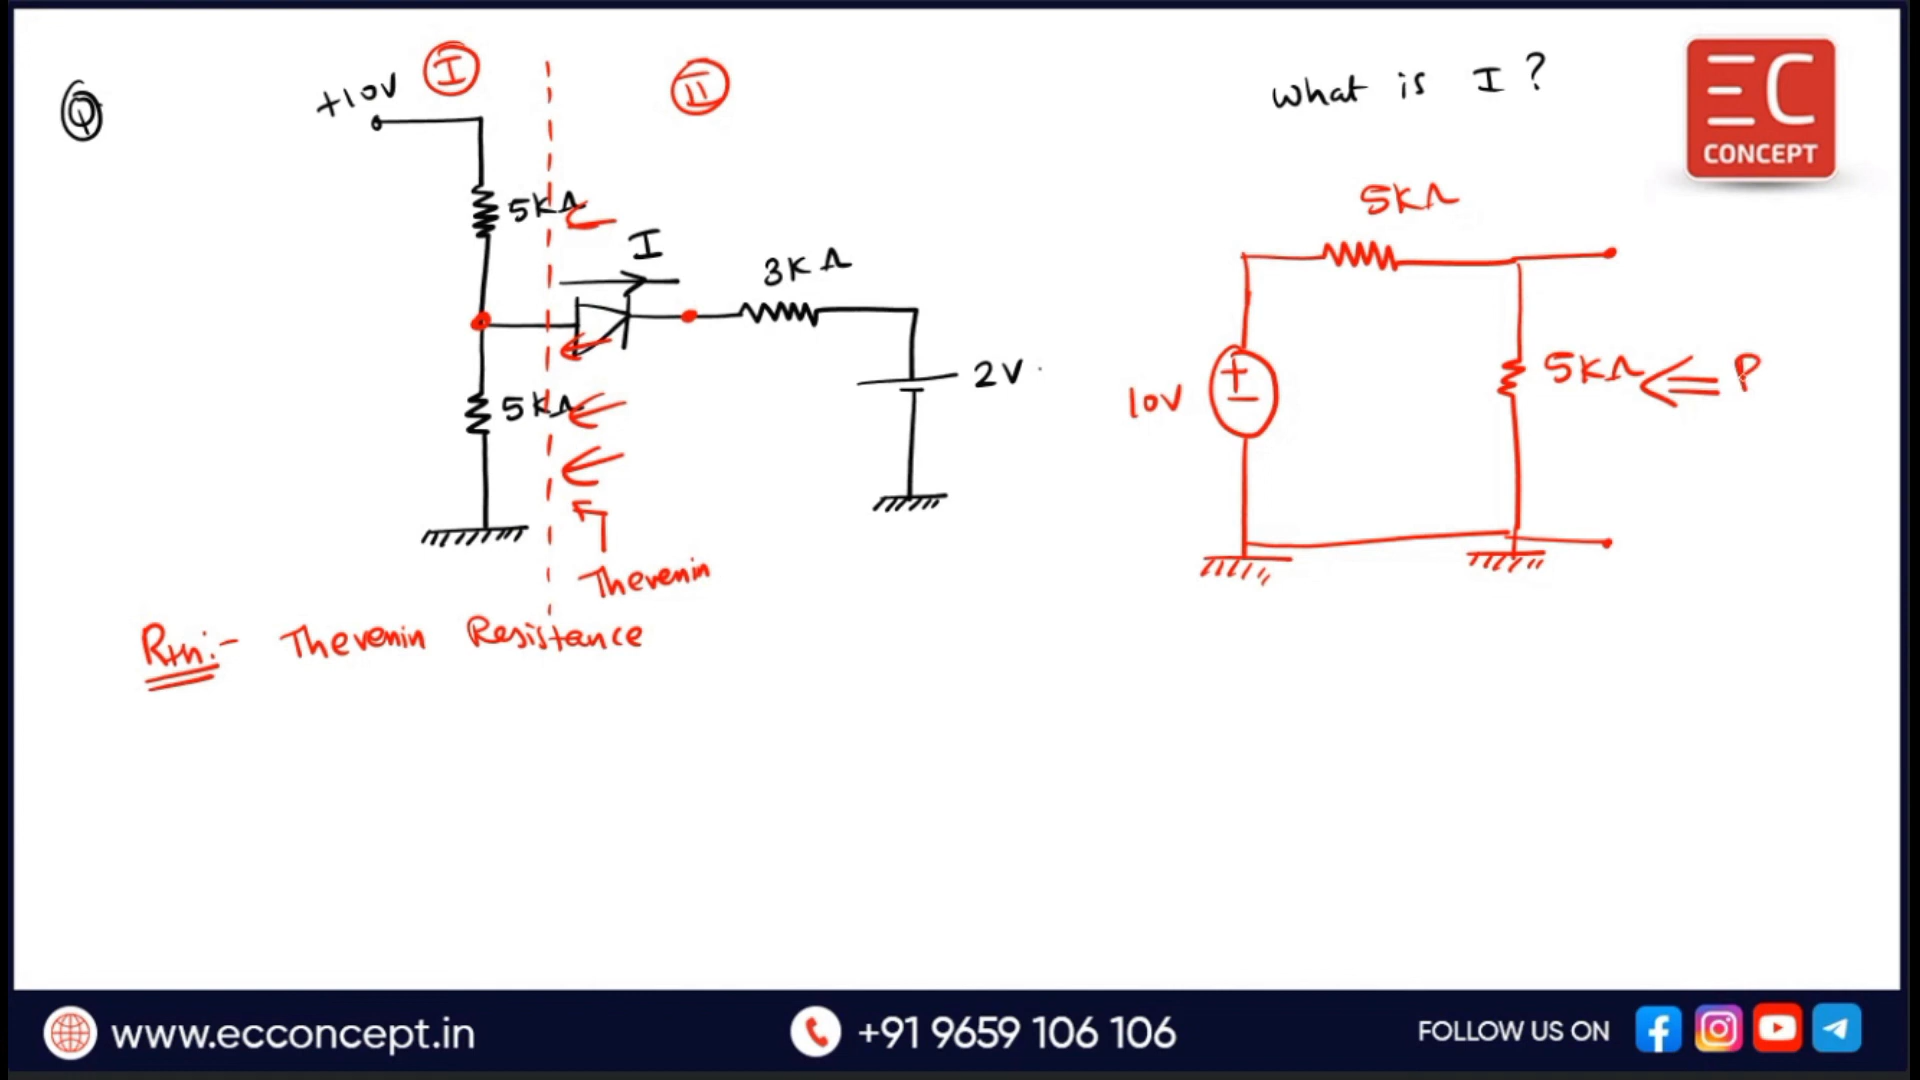 Q
+10V
I
II
What is I?
EC
CONCEPT
5KΩ
I
3KΩ
2V
5KΩ
Thevenin
Rth:- Thevenin Resistance
5KΩ
10V
+
−
5KΩ
P
www.ecconcept.in
+91 9659 106 106
FOLLOW US ON